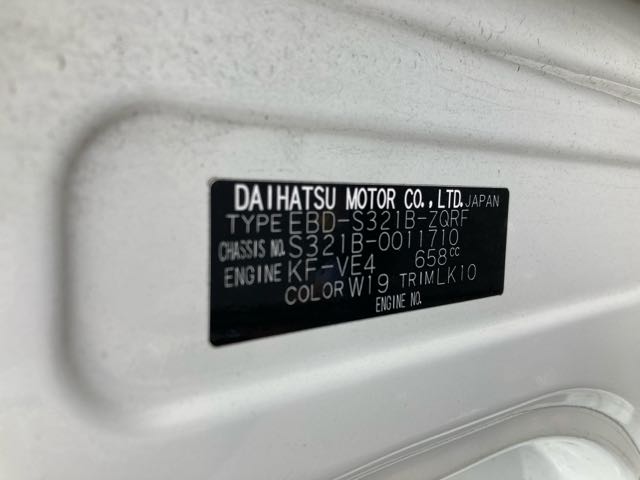 DAIHATSU MOTOR CO.,LTD. JAPAN
TYPE EBD-S321B-ZQRF
CHASSIS NO. S321B-0011710
ENGINE KF-VE4 658cc
COLOR W19 TRIM LK10
ENGINE NO.